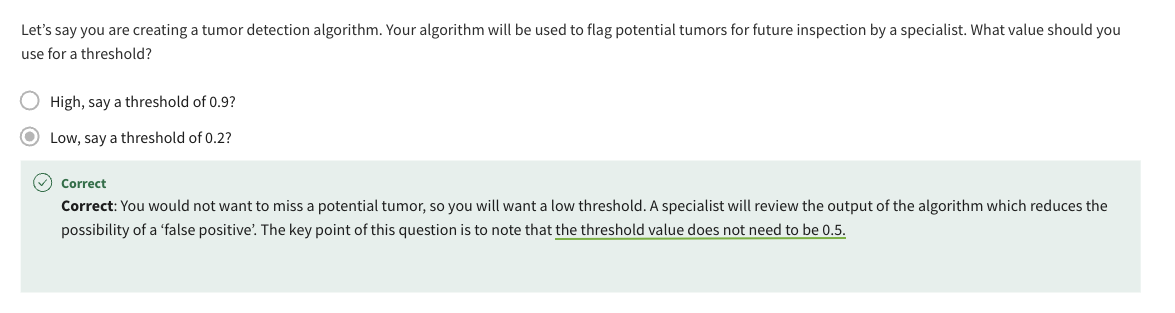 Let’s say you are creating a tumor detection algorithm. Your algorithm will be used to flag potential tumors for future inspection by a specialist. What value should you
use for a threshold?
High, say a threshold of 0.9?
Low, say a threshold of 0.2?
Correct
Correct: You would not want to miss a potential tumor, so you will want a low threshold. A specialist will review the output of the algorithm which reduces the
possibility of a ‘false positive’. The key point of this question is to note that the threshold value does not need to be 0.5.